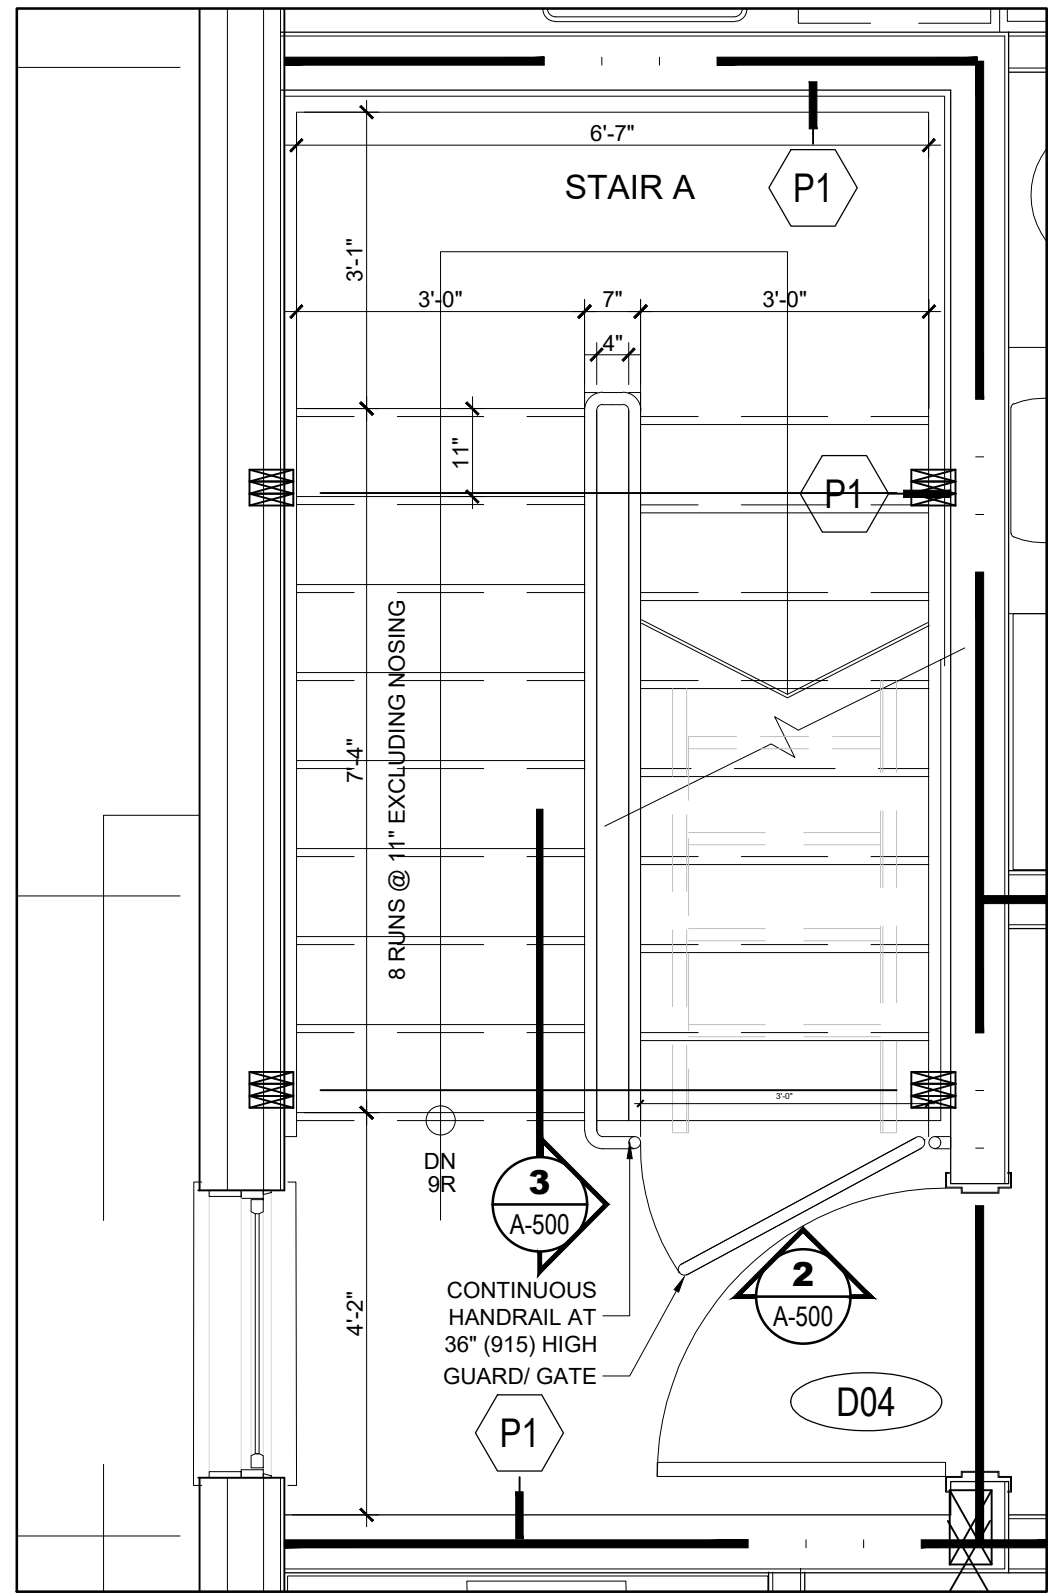 6'-7"
STAIR A
P1
3'-1"
3'-0"
7"
3'-0"
4"
11"
P1
8 RUNS @ 11" EXCLUDING NOSING
7'-4"
3'-0"
DN
9R
3
A-500
2
A-500
CONTINUOUS
HANDRAIL AT
36" (915) HIGH
GUARD/ GATE
4'-2"
D04
P1